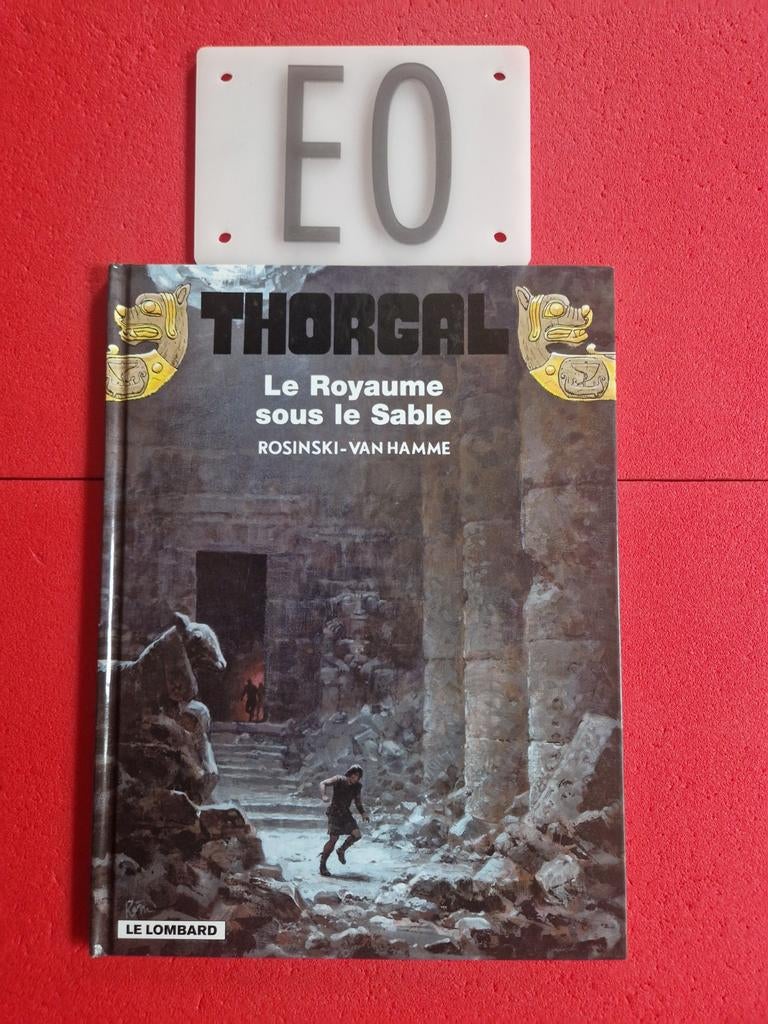 EO
THORGAL
Le Royaume
sous le Sable
ROSINSKI-VAN HAMME
LE LOMBARD